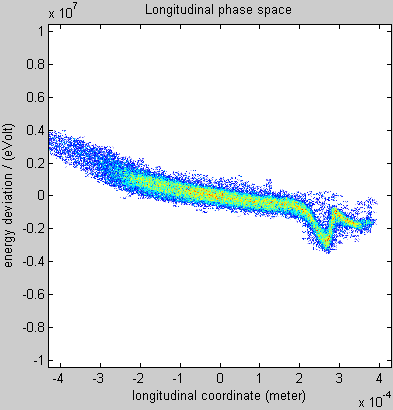 Longitudinal phase space
x 10^7
1
0.8
0.6
0.4
0.2
0
-0.2
-0.4
-0.6
-0.8
-1
energy deviation / (eVolt)
-4 -3 -2 -1 0 1 2 3 4
longitudinal coordinate (meter)
x 10^-4